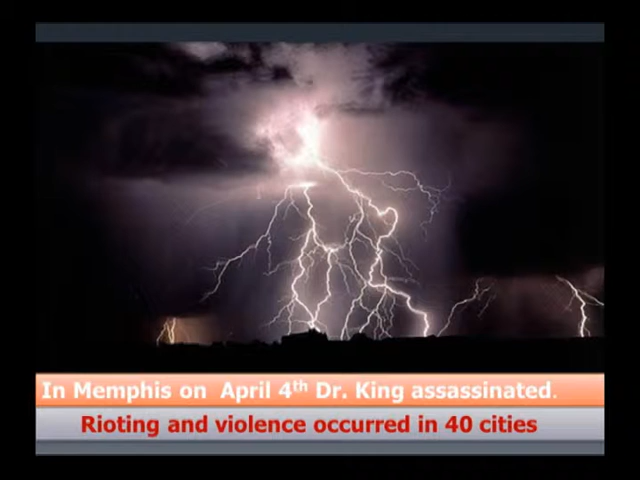 In Memphis on April 4th Dr. King assassinated.
Rioting and violence occurred in 40 cities